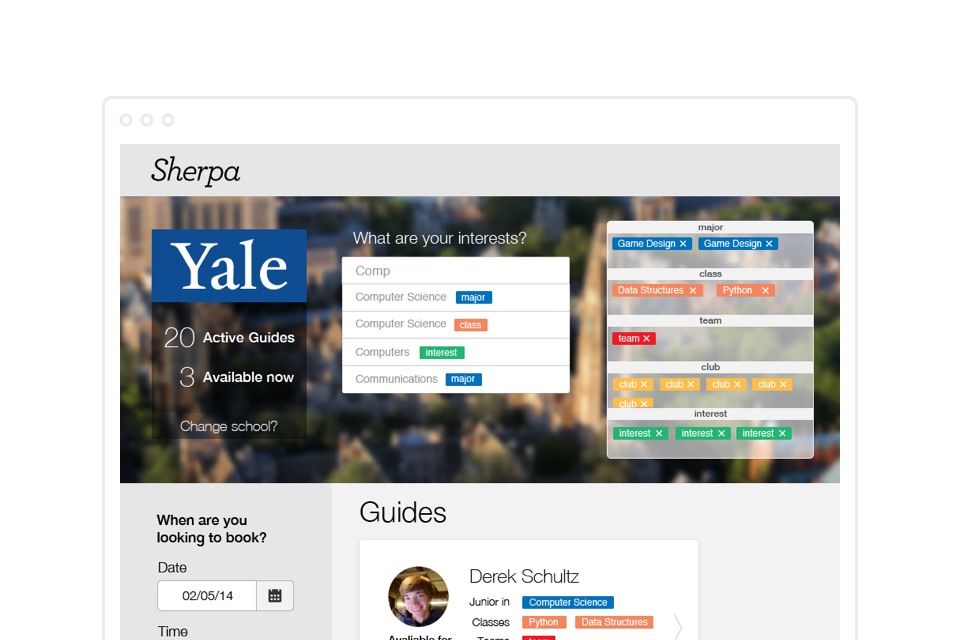 Sherpa
Yale
20 Active Guides
3 Available now
Change school?
What are your interests?
Comp
Computer Science major
Computer Science class
Computers interest
Communications major
major
Game Design × Game Design ×
class
Data Structures × Python ×
team
team ×
club
club × club × club × club ×
club ×
interest
interest × interest × interest ×
When are you
looking to book?
Date
02/05/14
Time
Guides
Derek Schultz
Junior in Computer Science
Classes Python Data Structures
Avaliable for
Teams team